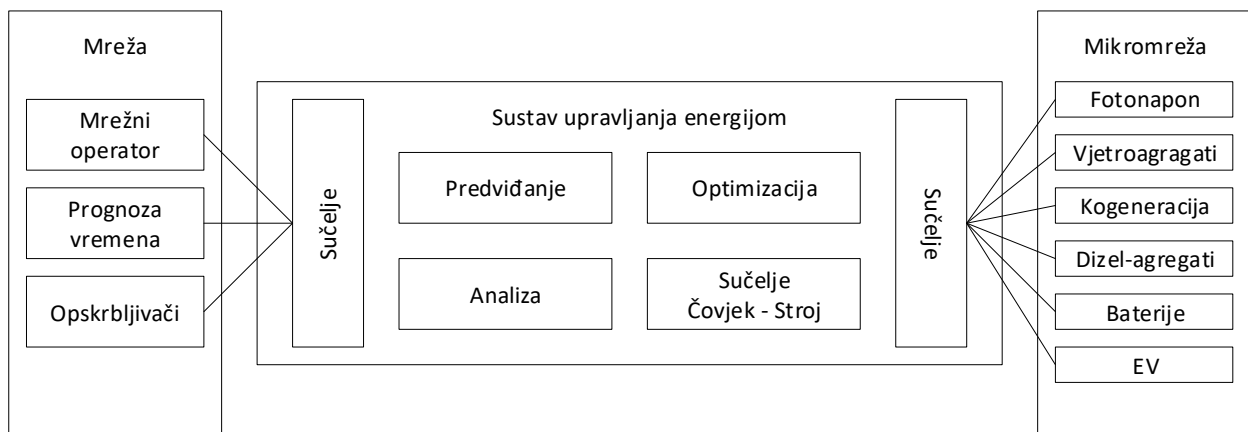 Mreža
Mrežni
operator
Prognoza
vremena
Opskrbljivači
Sučelje
Sustav upravljanja energijom
Predviđanje
Optimizacija
Analiza
Sučelje
Čovjek - Stroj
Sučelje
Mikromreža
Fotonapon
Vjetroagragati
Kogeneracija
Dizel-agregati
Baterije
EV